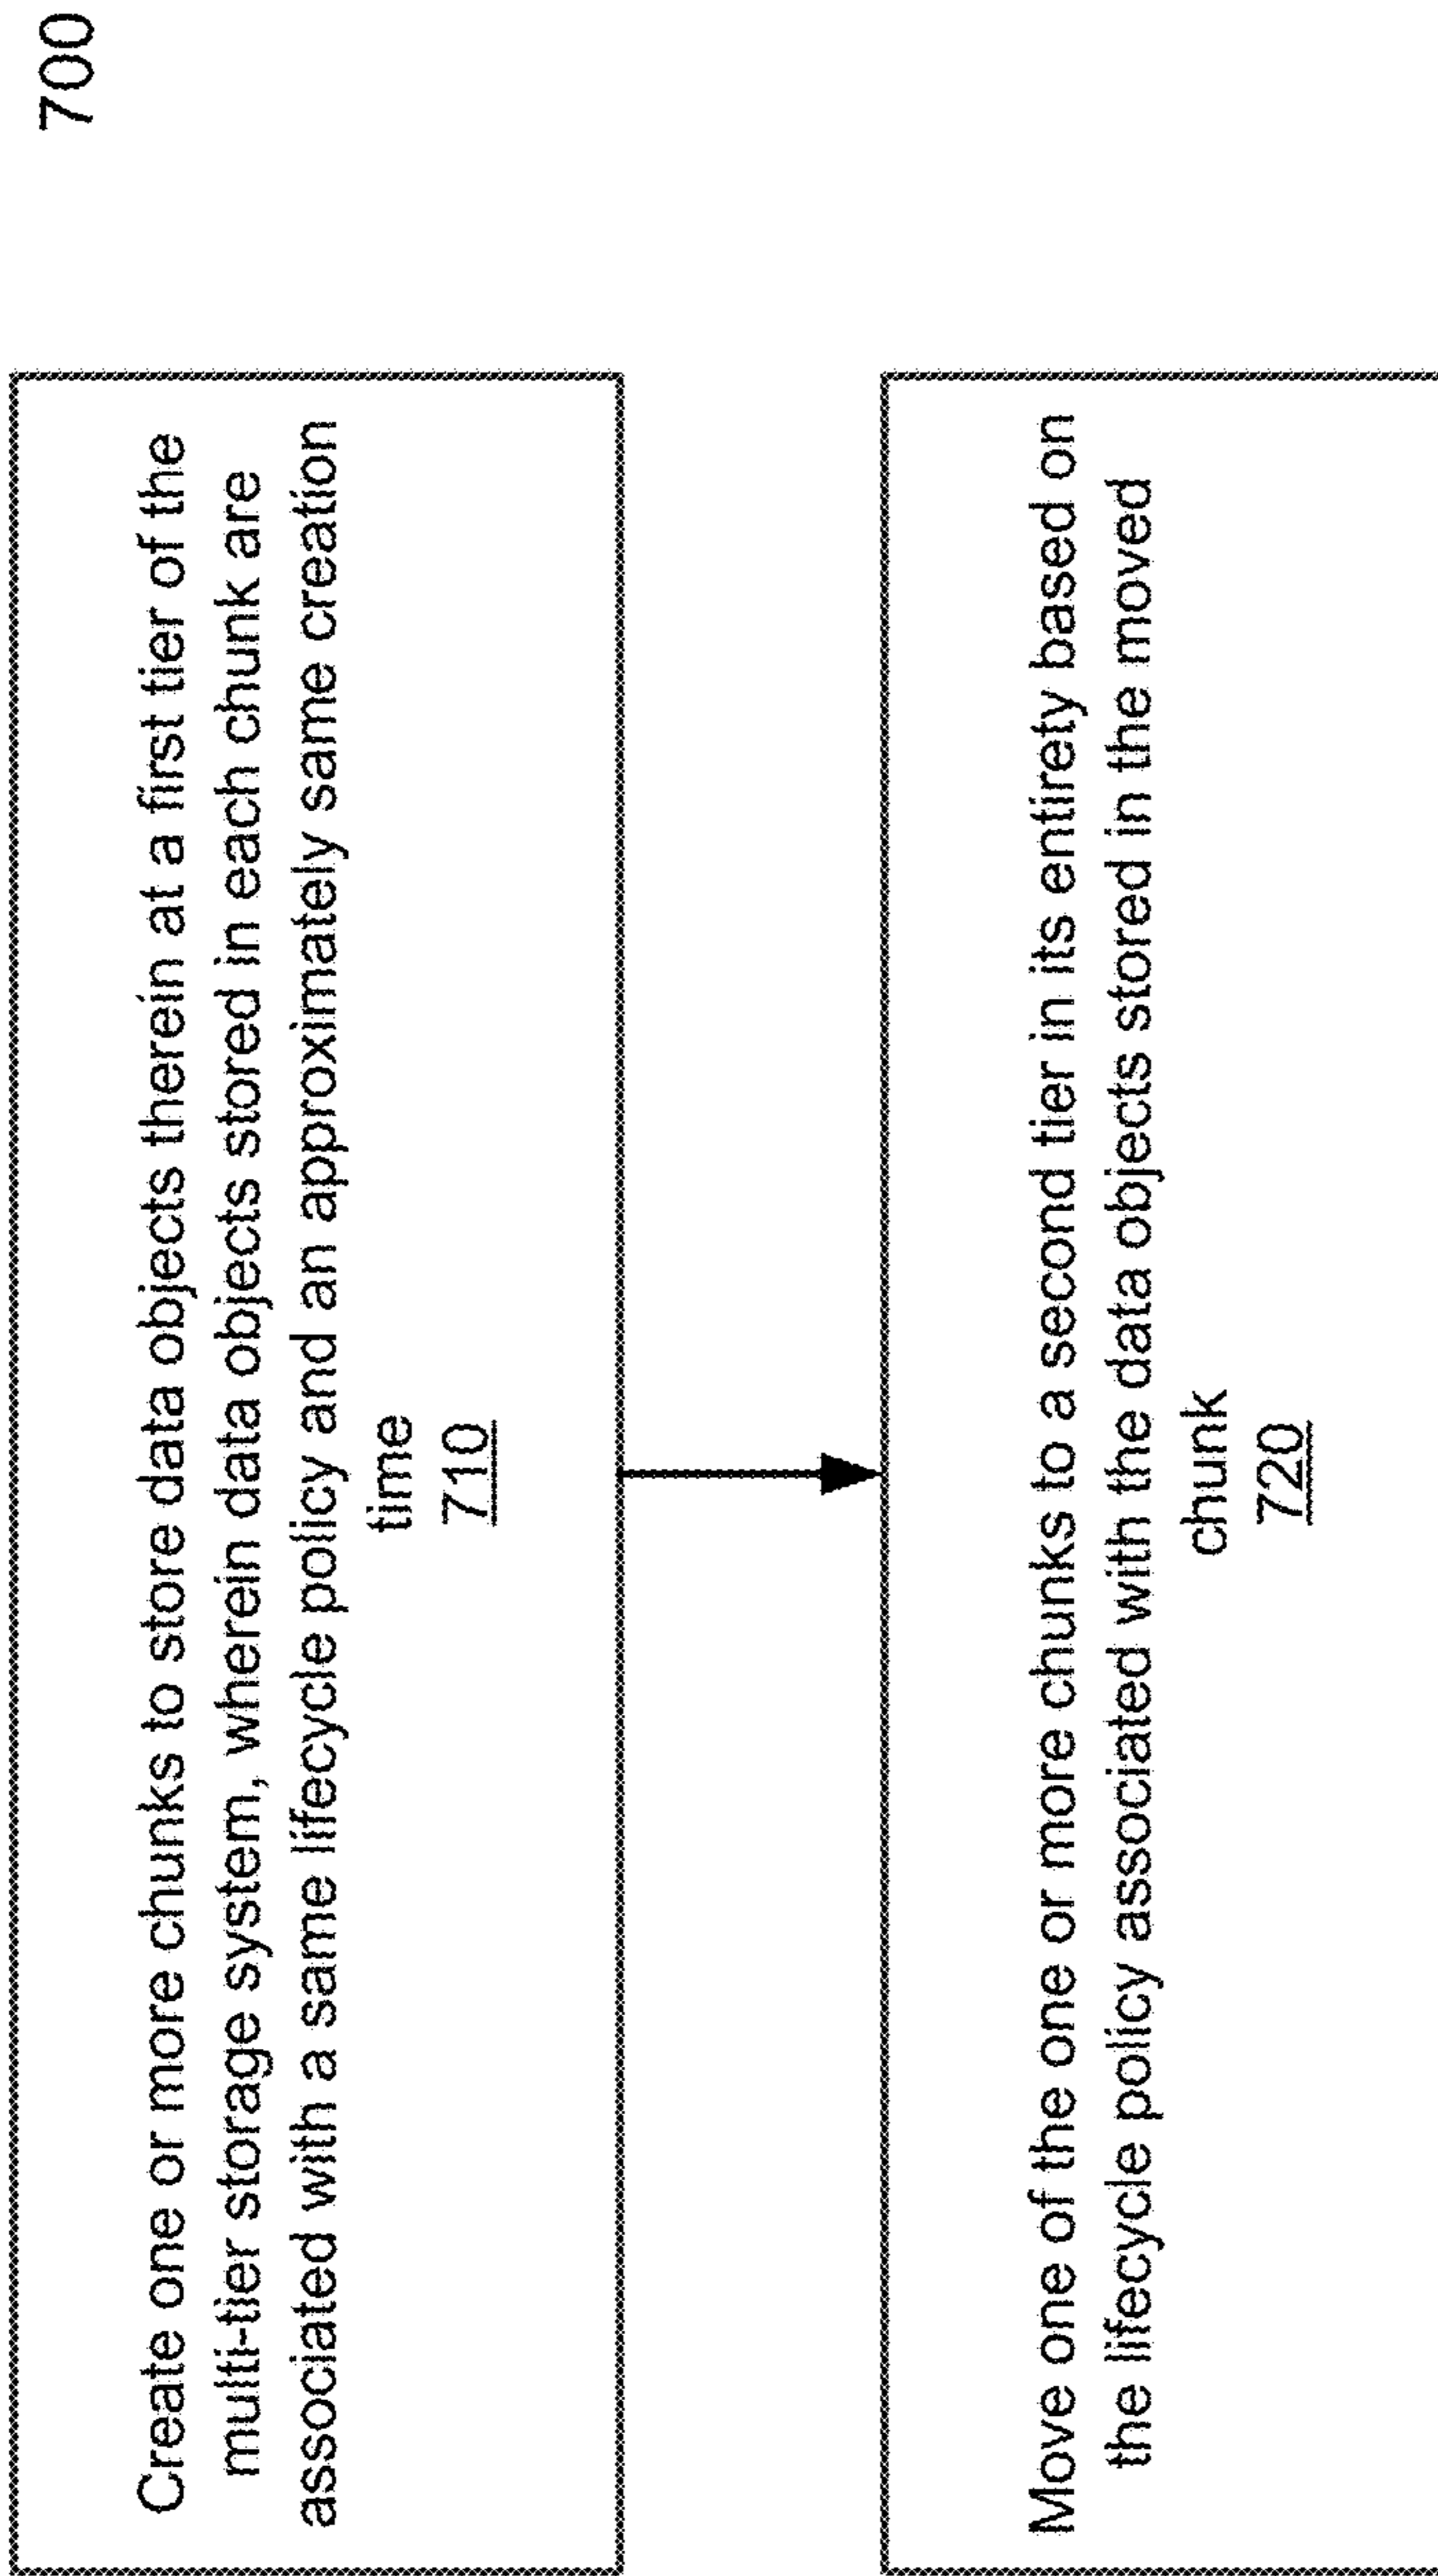 700
Create one or more chunks to store data objects therein at a first tier of the
multi-tier storage system, wherein data objects stored in each chunk are
associated with a same lifecycle policy and an approximately same creation
time
710
Move one of the one or more chunks to a second tier in its entirety based on
the lifecycle policy associated with the data objects stored in the moved
chunk
720